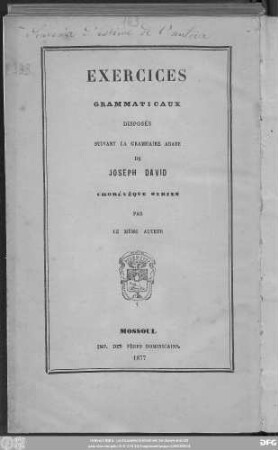 EXERCICES
GRAMMATICAUX
DISPOSÉS
SUIVANT LA GRAMMAIRE ARABE
DE
JOSEPH DAVID
CHORÉVÊQUE SYRIEN
PAR
LE MÊME AUTEUR
MOSSOUL
IMP. DES PÈRES DOMINICAINS.
1877
DFG